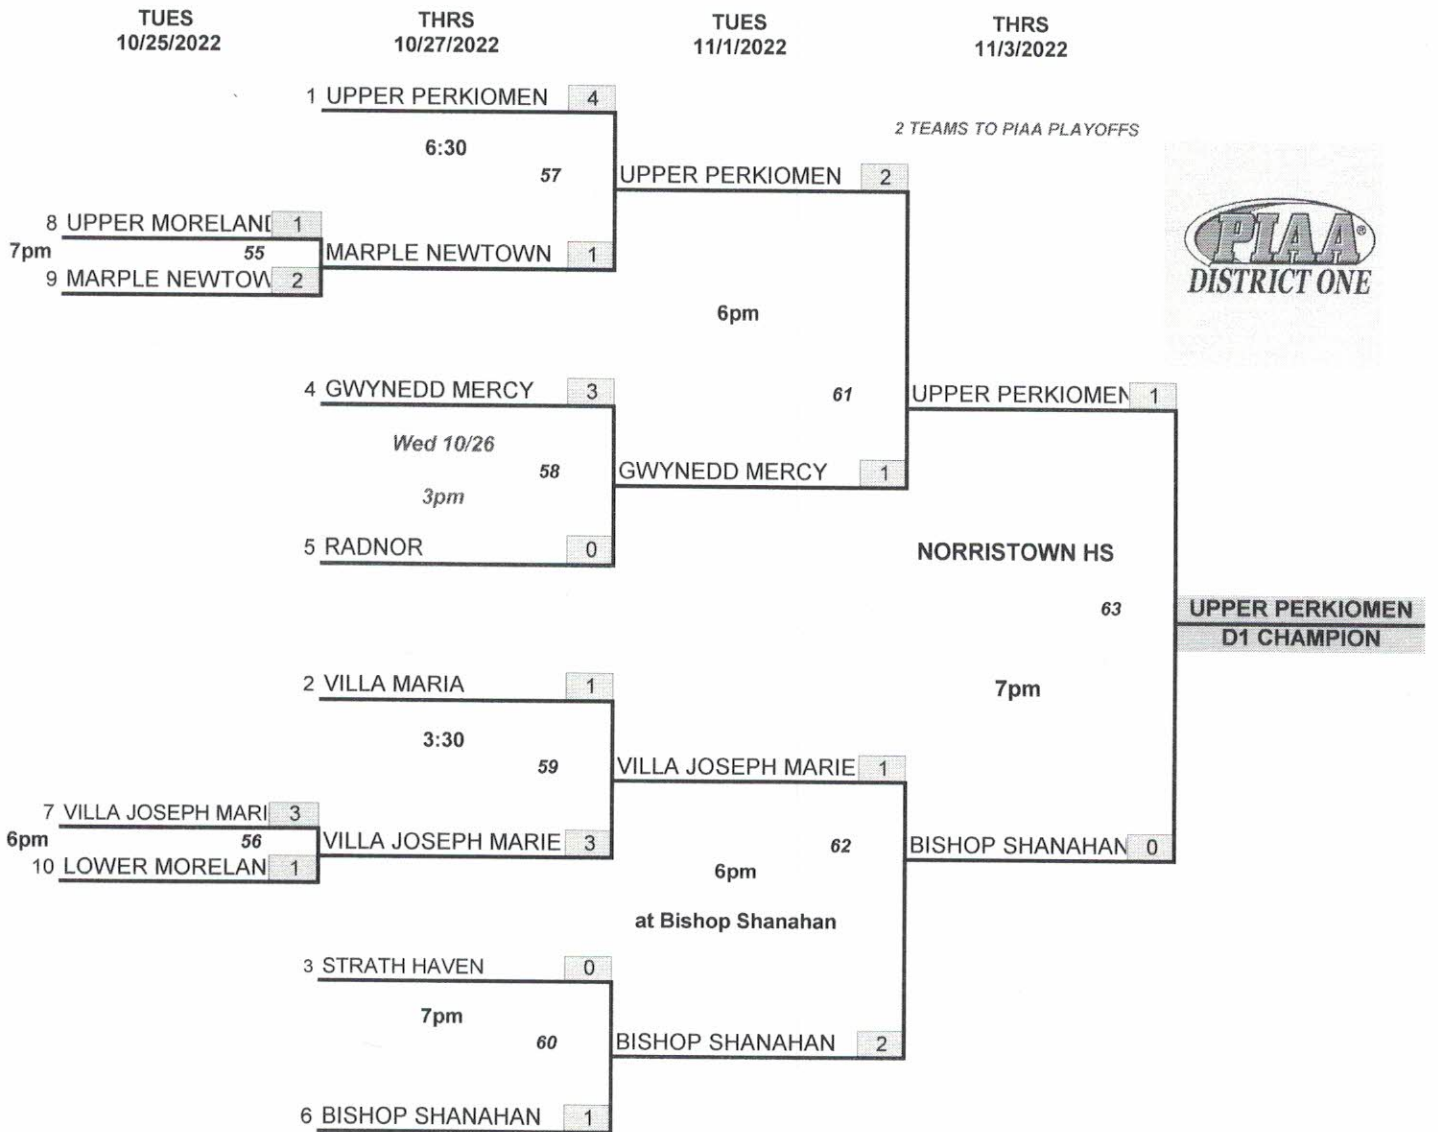 TUES THRS TUES THRS
10/25/2022 10/27/2022 11/1/2022 11/3/2022
1 UPPER PERKIOMEN 4
2 TEAMS TO PIAA PLAYOFFS
6:30
57 UPPER PERKIOMEN 2
8 UPPER MORELAND 1
7pm 55 MARPLE NEWTOWN 1
9 MARPLE NEWTOW 2
PIAA®
DISTRICT ONE
6pm
4 GWYNEDD MERCY 3
61 UPPER PERKIOMEN 1
Wed 10/26
58 GWYNEDD MERCY 1
3pm
5 RADNOR 0
NORRISTOWN HS
63 UPPER PERKIOMEN
D1 CHAMPION
2 VILLA MARIA 1
7pm
3:30
59 VILLA JOSEPH MARIE 1
7 VILLA JOSEPH MARI 3
6pm 56 VILLA JOSEPH MARIE 3
62 BISHOP SHANAHAN 0
10 LOWER MORELAN 1
6pm
at Bishop Shanahan
3 STRATH HAVEN 0
7pm
60 BISHOP SHANAHAN 2
6 BISHOP SHANAHAN 1